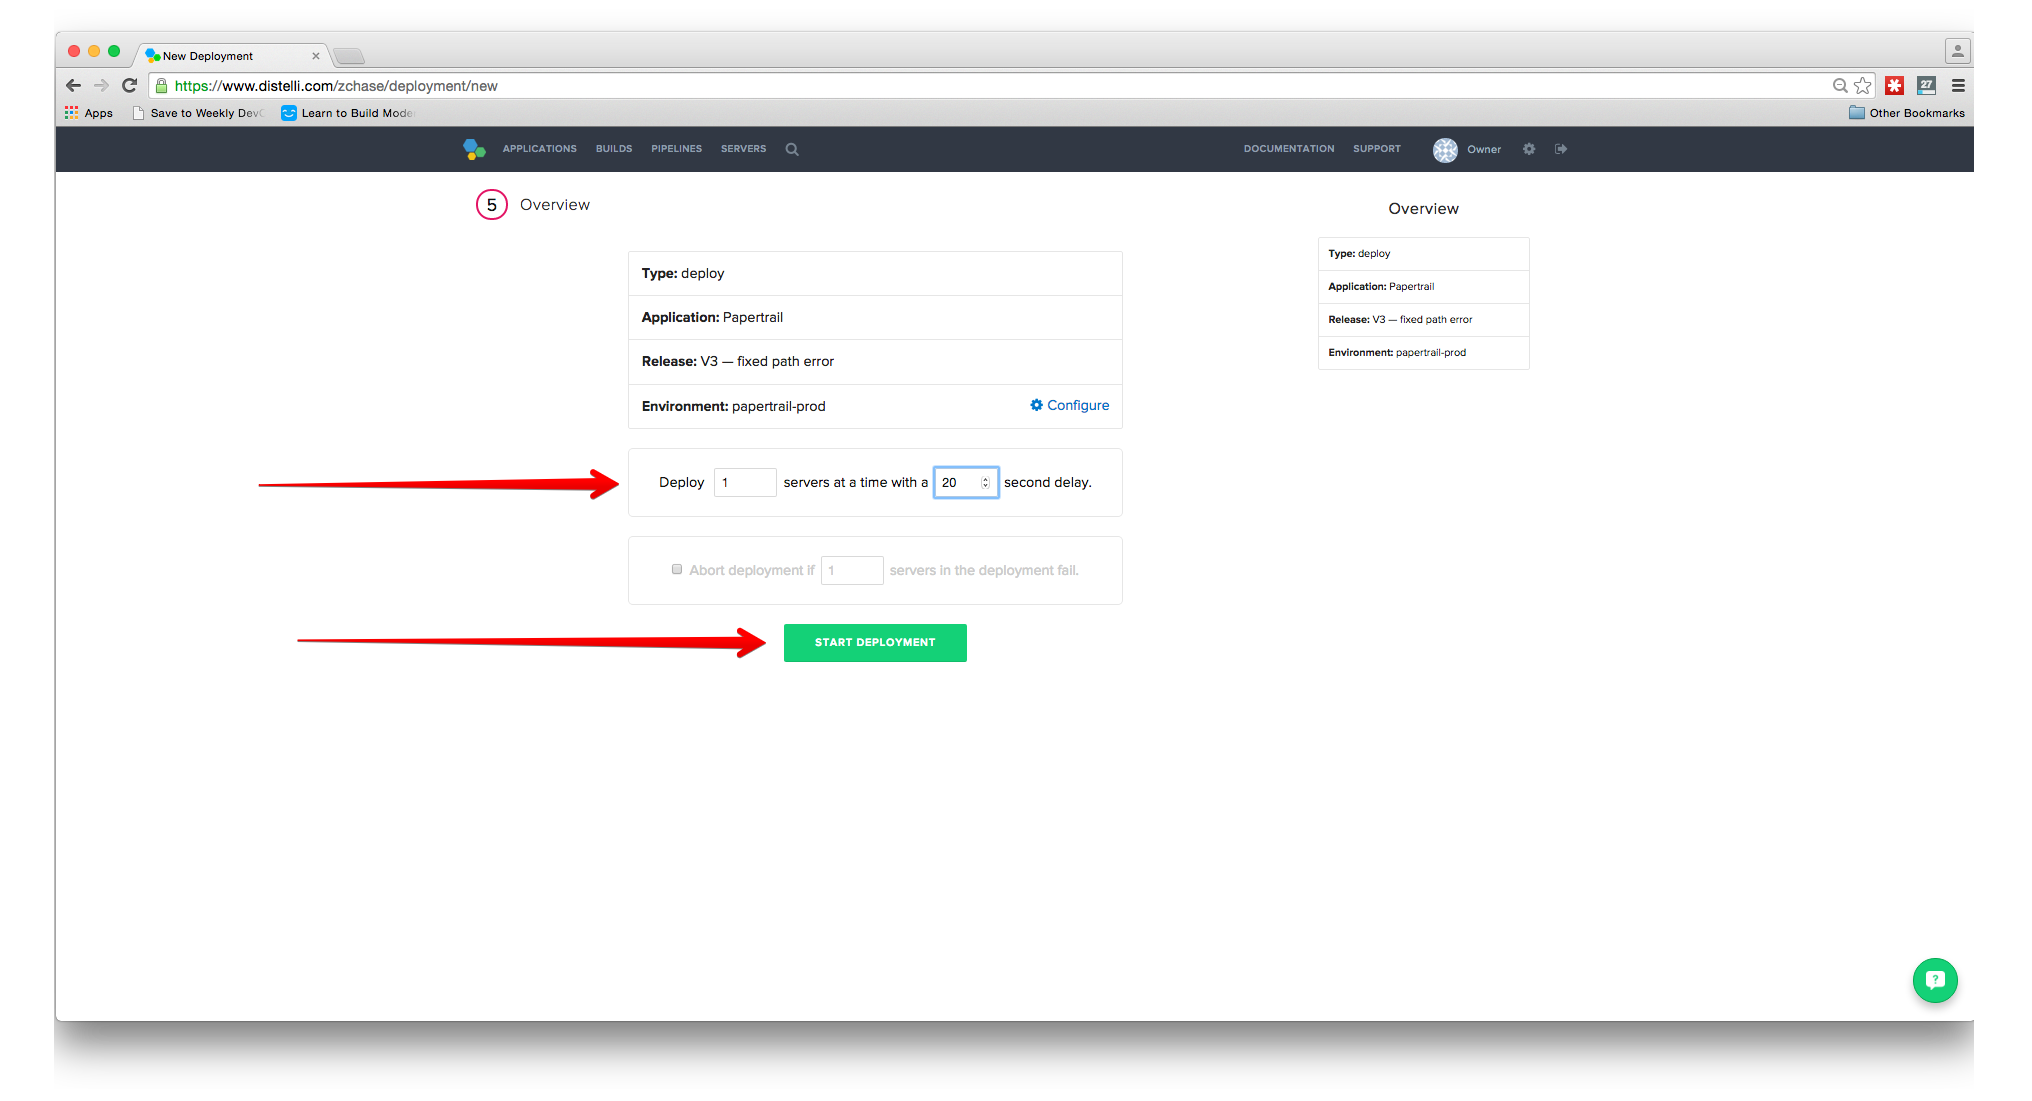 New Deployment
https://www.distelli.com/zchase/deployment/new
27
Apps Save to Weekly Dev Learn to Build Mode Other Bookmarks
APPLICATIONS BUILDS PIPELINES SERVERS DOCUMENTATION SUPPORT Owner
5 Overview
Type: deploy
Application: Papertrail
Release: V3 — fixed path error
Environment: papertrail-prod Configure
Deploy 1 servers at a time with a 20 second delay.
Abort deployment if 1 servers in the deployment fail.
START DEPLOYMENT
Overview
Type: deploy
Application: Papertrail
Release: V3 — fixed path error
Environment: papertrail-prod
?